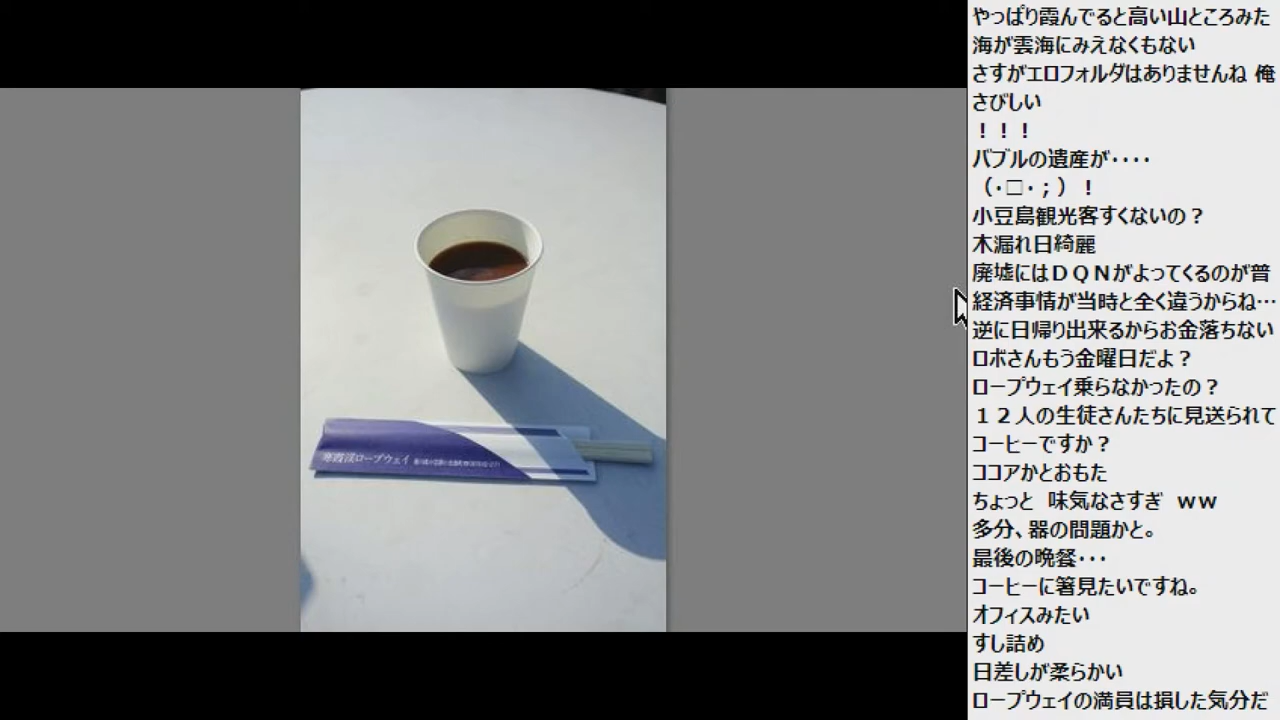 寒霞渓ロープウェイ
やっぱり霞んでると高い山ところみた
海が雲海にみえなくもない
さすがエロフォルダはありませんね 俺
さびしい
！！！
バブルの遺産が‥‥
（・□・；）！
小豆島観光客すくないの？
木漏れ日綺麗
廃墟にはＤＱＮがよってくるのが普
経済事情が当時と全く違うからね…
逆に日帰り出来るからお金落ちない
ロボさんもう金曜日だよ？
ロープウェイ乗らなかったの？
１２人の生徒さんたちに見送られて
コーヒーですか？
ココアかとおもた
ちょっと　味気なさすぎ　ｗｗ
多分、器の問題かと。
最後の晩餐･･･
コーヒーに箸見たいですね。
オフィスみたい
すし詰め
日差しが柔らかい
ロープウェイの満員は損した気分だ